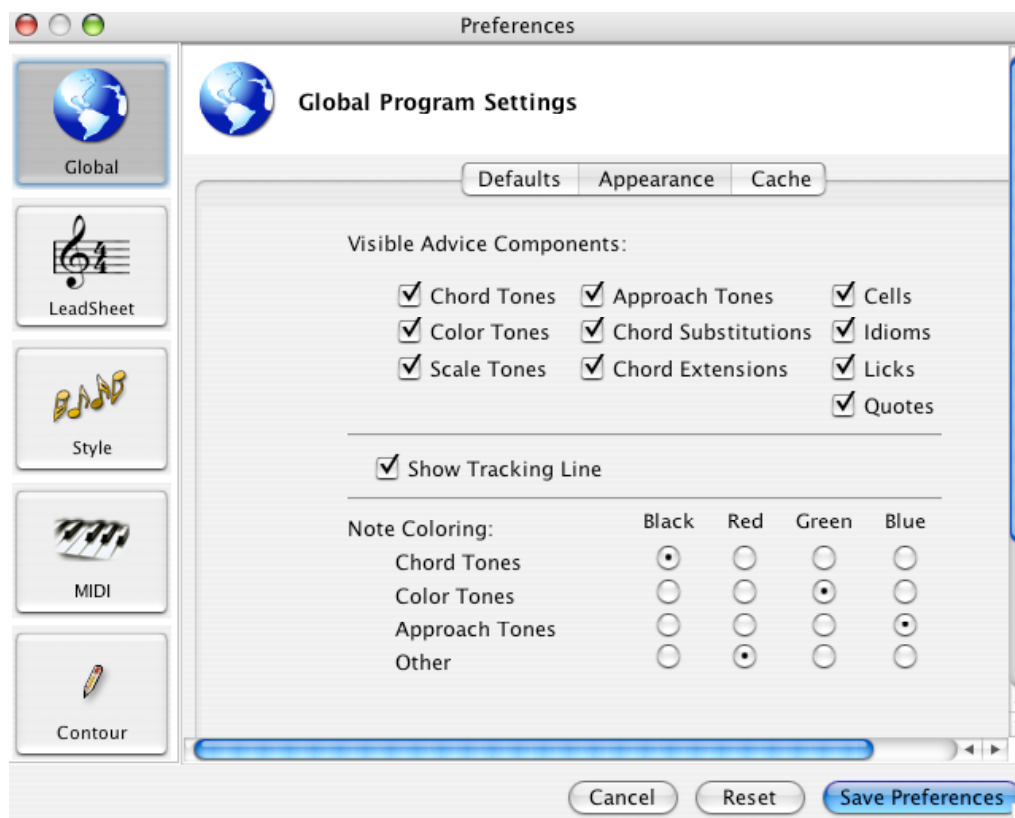 Preferences
Global
LeadSheet
Style
MIDI
Contour
Global Program Settings
Defaults Appearance Cache
Visible Advice Components:
Chord Tones Approach Tones Cells
Color Tones Chord Substitutions Idioms
Scale Tones Chord Extensions Licks
Quotes
Show Tracking Line
Note Coloring: Black Red Green Blue
Chord Tones
Color Tones
Approach Tones
Other
Cancel Reset Save Preferences